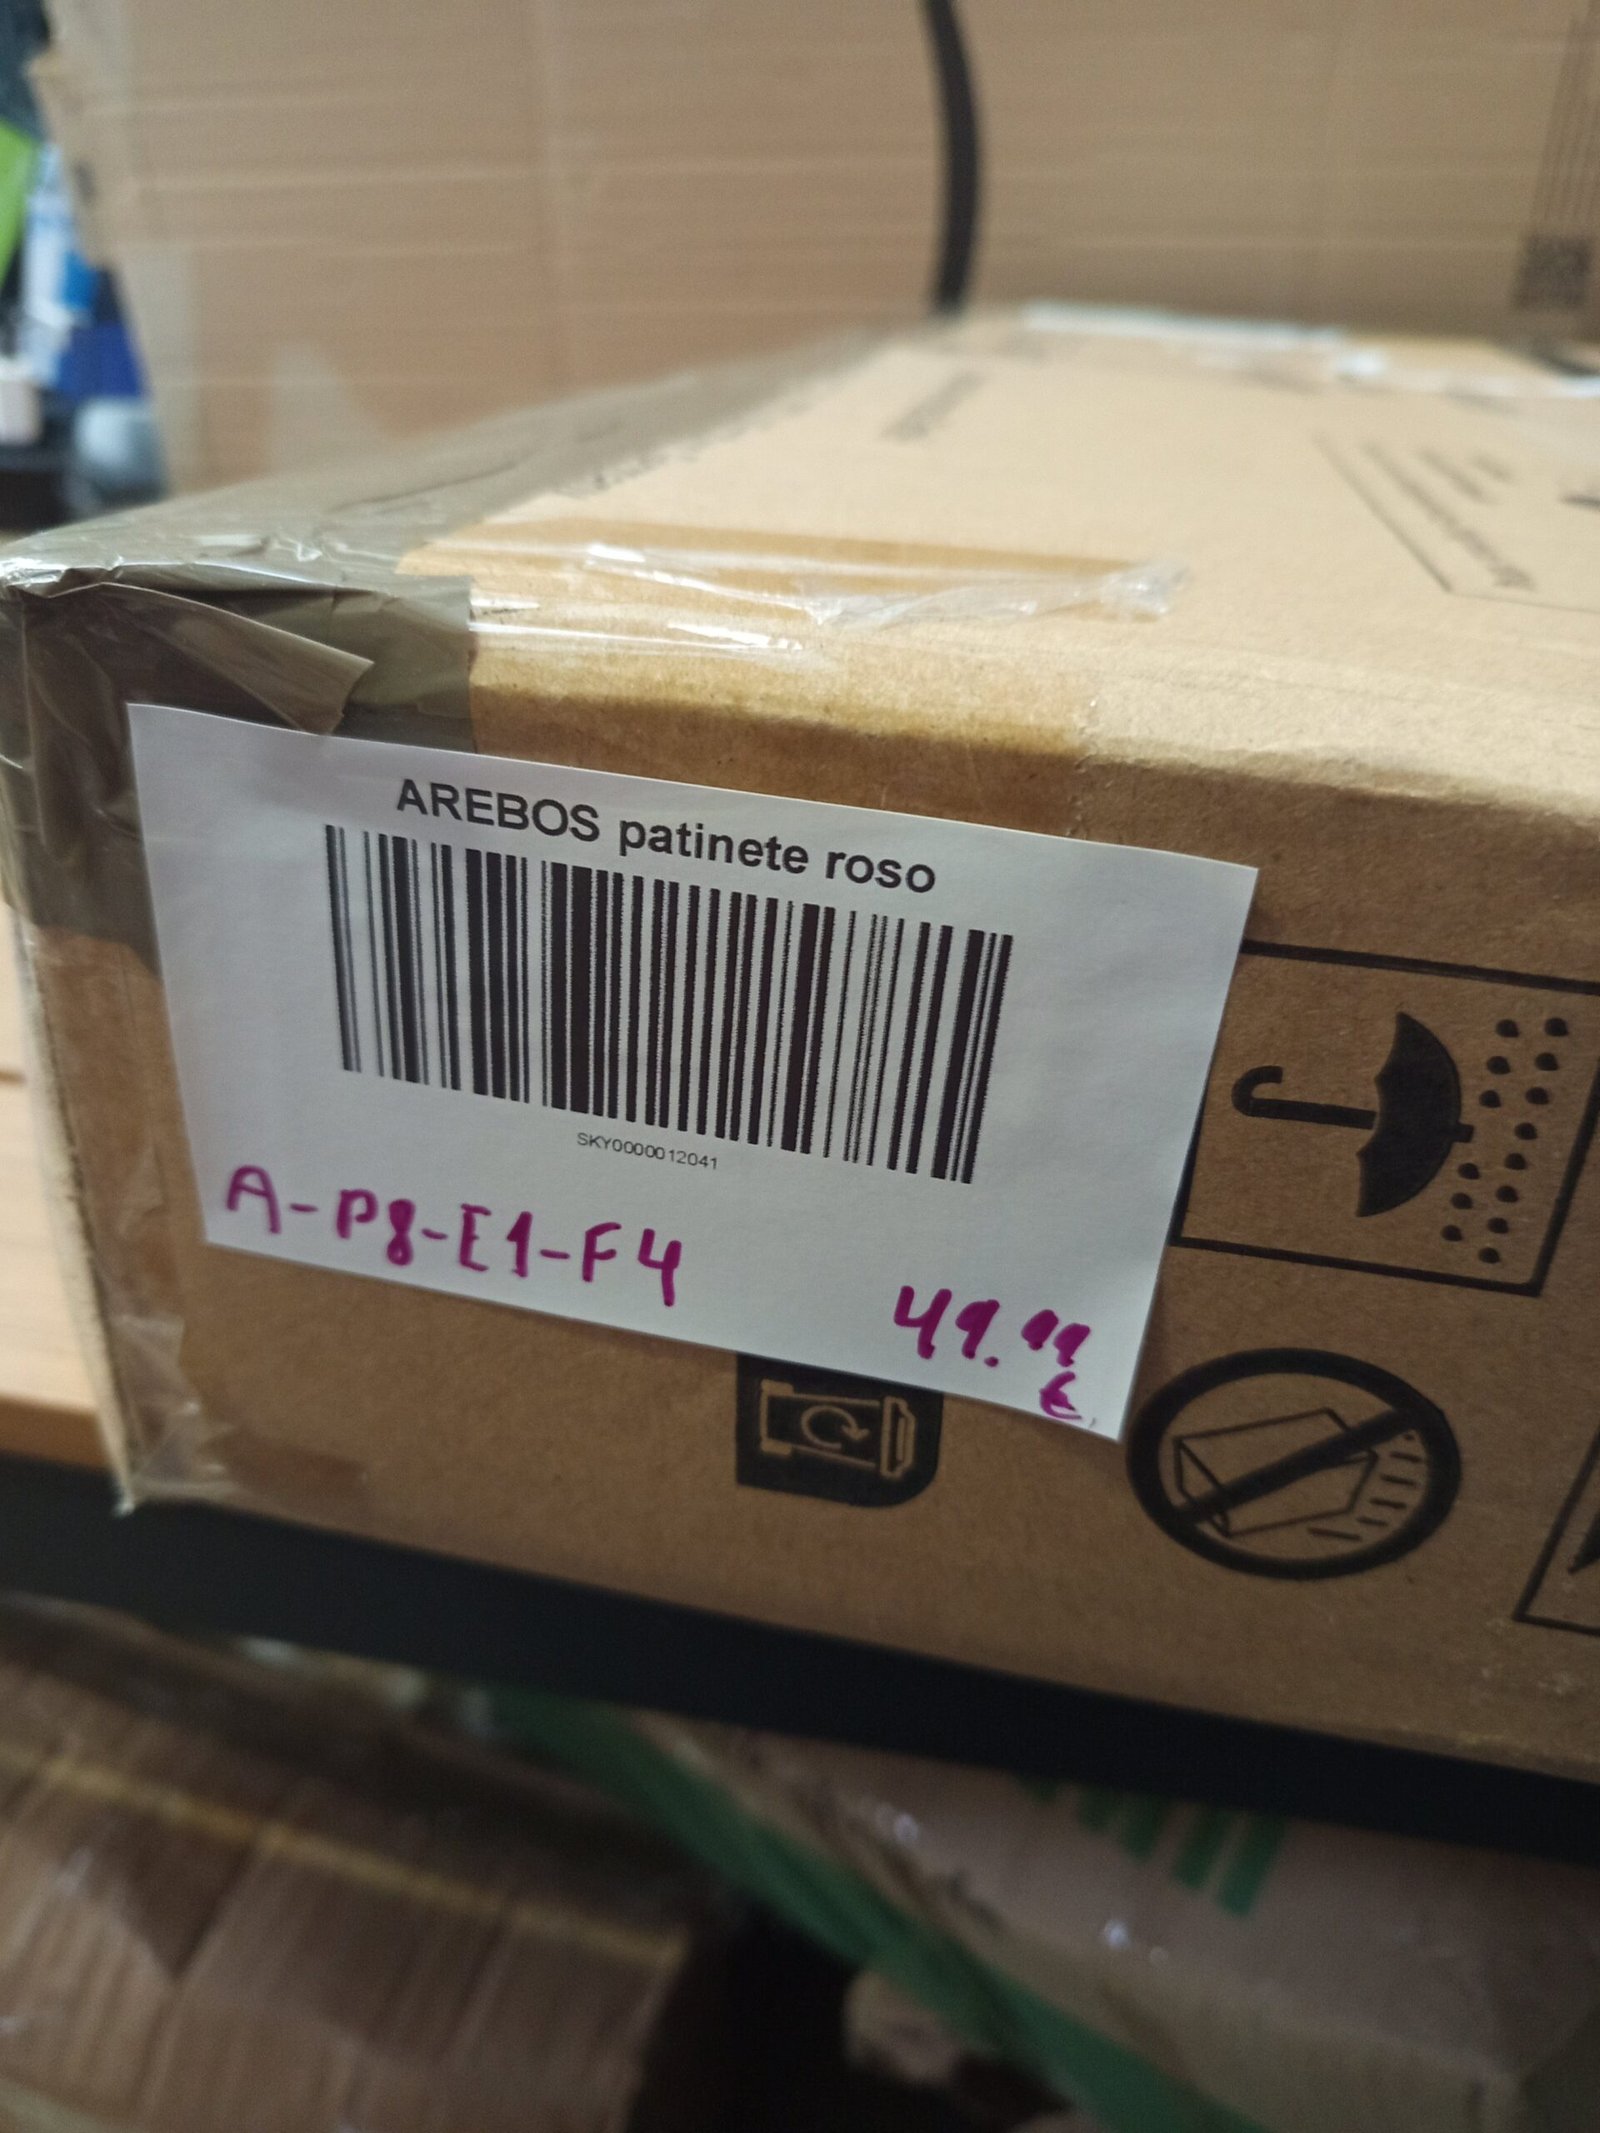 AREBOS patinete roso
SKY0000012041
A-P8-E1-F4
49.99
€